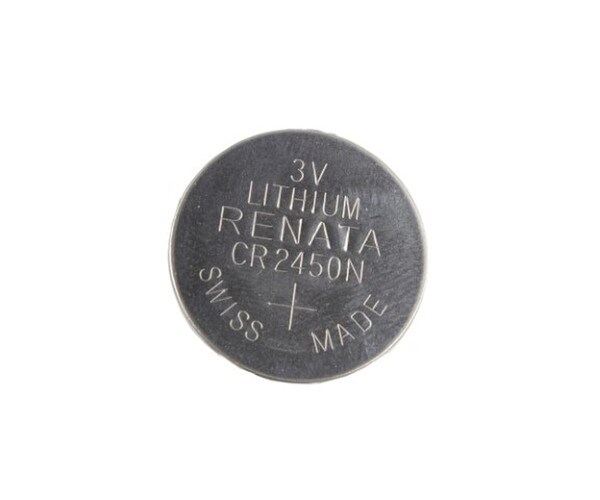 3V
LITHIUM
RENATA
CR2450N
+
SWISS MADE